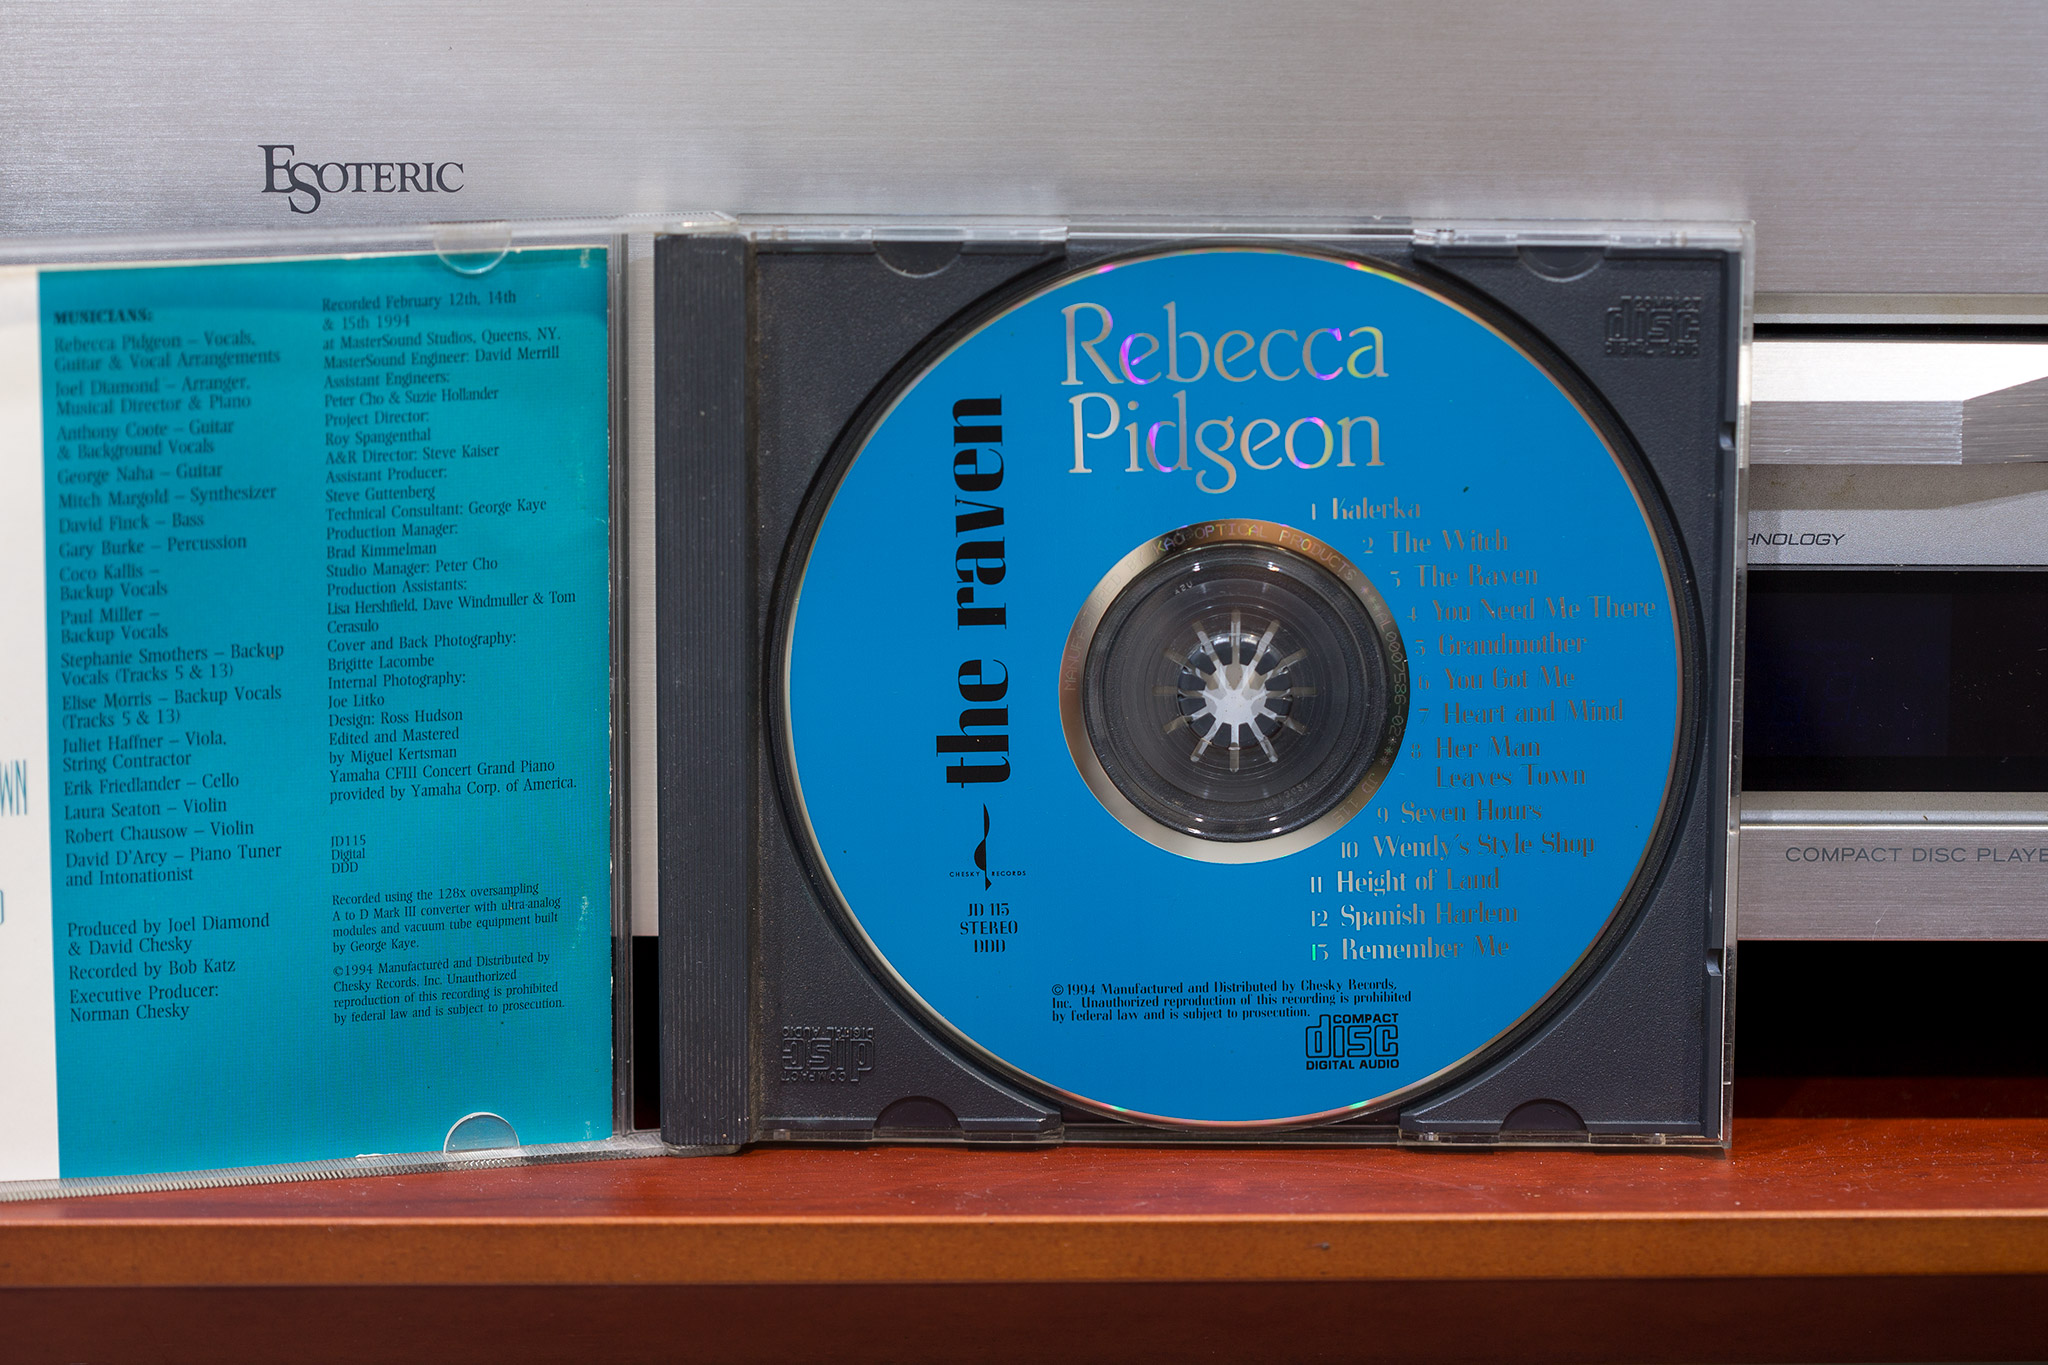 ESOTERIC
WN
MUSICIANS:
Rebecca Pidgeon – Vocals,
Guitar & Vocal Arrangements
Joel Diamond – Arranger,
Musical Director & Piano
Anthony Coote – Guitar
& Background Vocals
George Naha – Guitar
Mitch Margold – Synthesizer
David Finck – Bass
Gary Burke – Percussion
Coco Kallis –
Backup Vocals
Paul Miller –
Backup Vocals
Stephanie Smothers – Backup
Vocals (Tracks 5 & 13)
Elise Morris – Backup Vocals
(Tracks 5 & 13)
Juliet Haffner – Viola,
String Contractor
Erik Friedlander – Cello
Laura Seaton – Violin
Robert Chausow – Violin
David D'Arcy – Piano Tuner
and Intonationist
Produced by Joel Diamond
& David Chesky
Recorded by Bob Katz
Executive Producer:
Norman Chesky
Recorded February 12th, 14th
& 15th 1994
at MasterSound Studios, Queens, NY.
MasterSound Engineer: David Merrill
Assistant Engineers:
Peter Cho & Suzie Hollander
Project Director:
Roy Spangenthal
A&R Director: Steve Kaiser
Assistant Producer:
Steve Guttenberg
Technical Consultant: George Kaye
Production Manager:
Brad Kimmelman
Studio Manager: Peter Cho
Production Assistants:
Lisa Hershfield, Dave Windmuller & Tom
Cerasulo
Cover and Back Photography:
Brigitte Lacombe
Internal Photography:
Joe Litko
Design: Ross Hudson
Edited and Mastered
by Miguel Kertsman
Yamaha CFIII Concert Grand Piano
provided by Yamaha Corp. of America.
JD115
Digital
DDD
Recorded using the 128x oversampling
A to D Mark III converter with ultra-analog
modules and vacuum tube equipment built
by George Kaye.
©1994 Manufactured and Distributed by
Chesky Records, Inc. Unauthorized
reproduction of this recording is prohibited
by federal law and is subject to prosecution.
COMPACT
disc
DIGITAL AUDIO
Rebecca
Pidgeon
the raven
CHESKY RECORDS
JD 115
STEREO
DDD
1 Kalerka
2 The Witch
3 The Raven
4 You Need Me There
5 Grandmother
6 You Got Me
7 Heart and Mind
8 Her Man
Leaves Town
9 Seven Hours
10 Wendy's Style Shop
11 Height of Land
12 Spanish Harlem
13 Remember Me
KAO OPTICAL PRODUCTS
JD 115
©1994 Manufactured and Distributed by Chesky Records,
Inc. Unauthorized reproduction of this recording is prohibited
by federal law and is subject to prosecution.
COMPACT
disc
DIGITAL AUDIO
COMPACT
disc
DIGITAL AUDIO
HNOLOGY
COMPACT DISC PLAYE